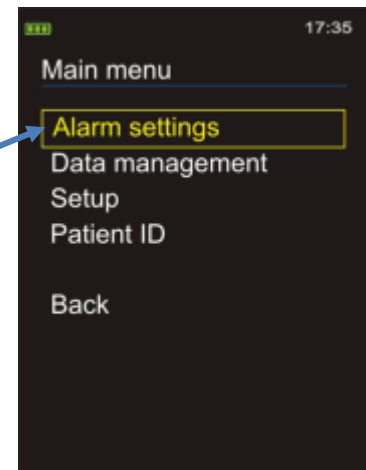 17:35
Main menu
Alarm settings
Data management
Setup
Patient ID
Back